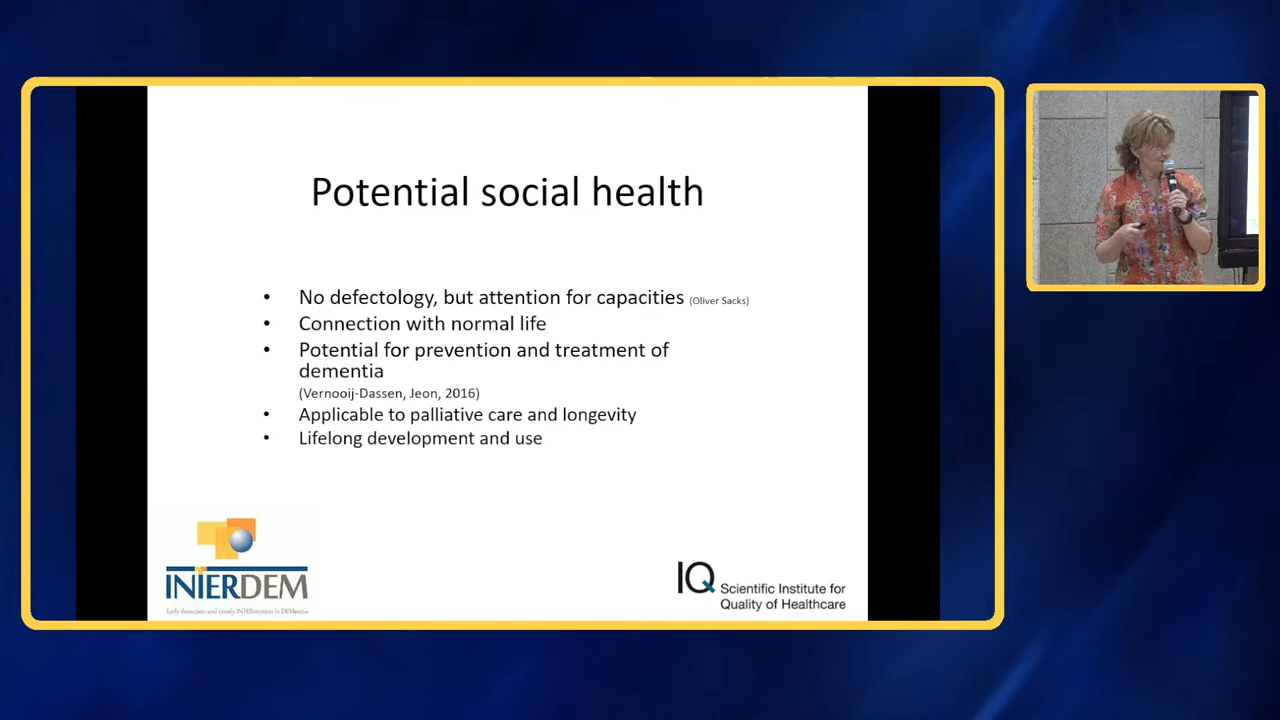 Potential social health
• No defectology, but attention for capacities (Oliver Sacks)
• Connection with normal life
• Potential for prevention and treatment of
dementia
(Vernooij-Dassen, Jeon, 2016)
• Applicable to palliative care and longevity
• Lifelong development and use
INTERDEM
Early detection and timely INTERvention in DEMentia
IQ Scientific Institute for
Quality of Healthcare